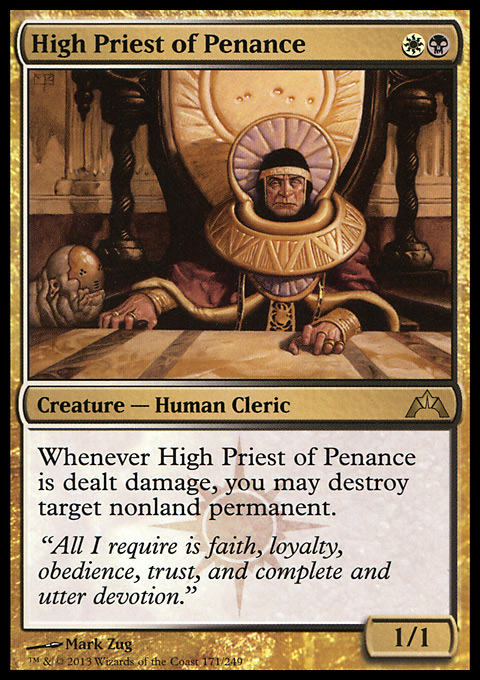 High Priest of Penance
Creature — Human Cleric
Whenever High Priest of Penance
is dealt damage, you may destroy
target nonland permanent.
“All I require is faith, loyalty,
obedience, trust, and complete and
utter devotion.”
Mark Zug
1/1
™ & © 2013 Wizards of the Coast 171/249